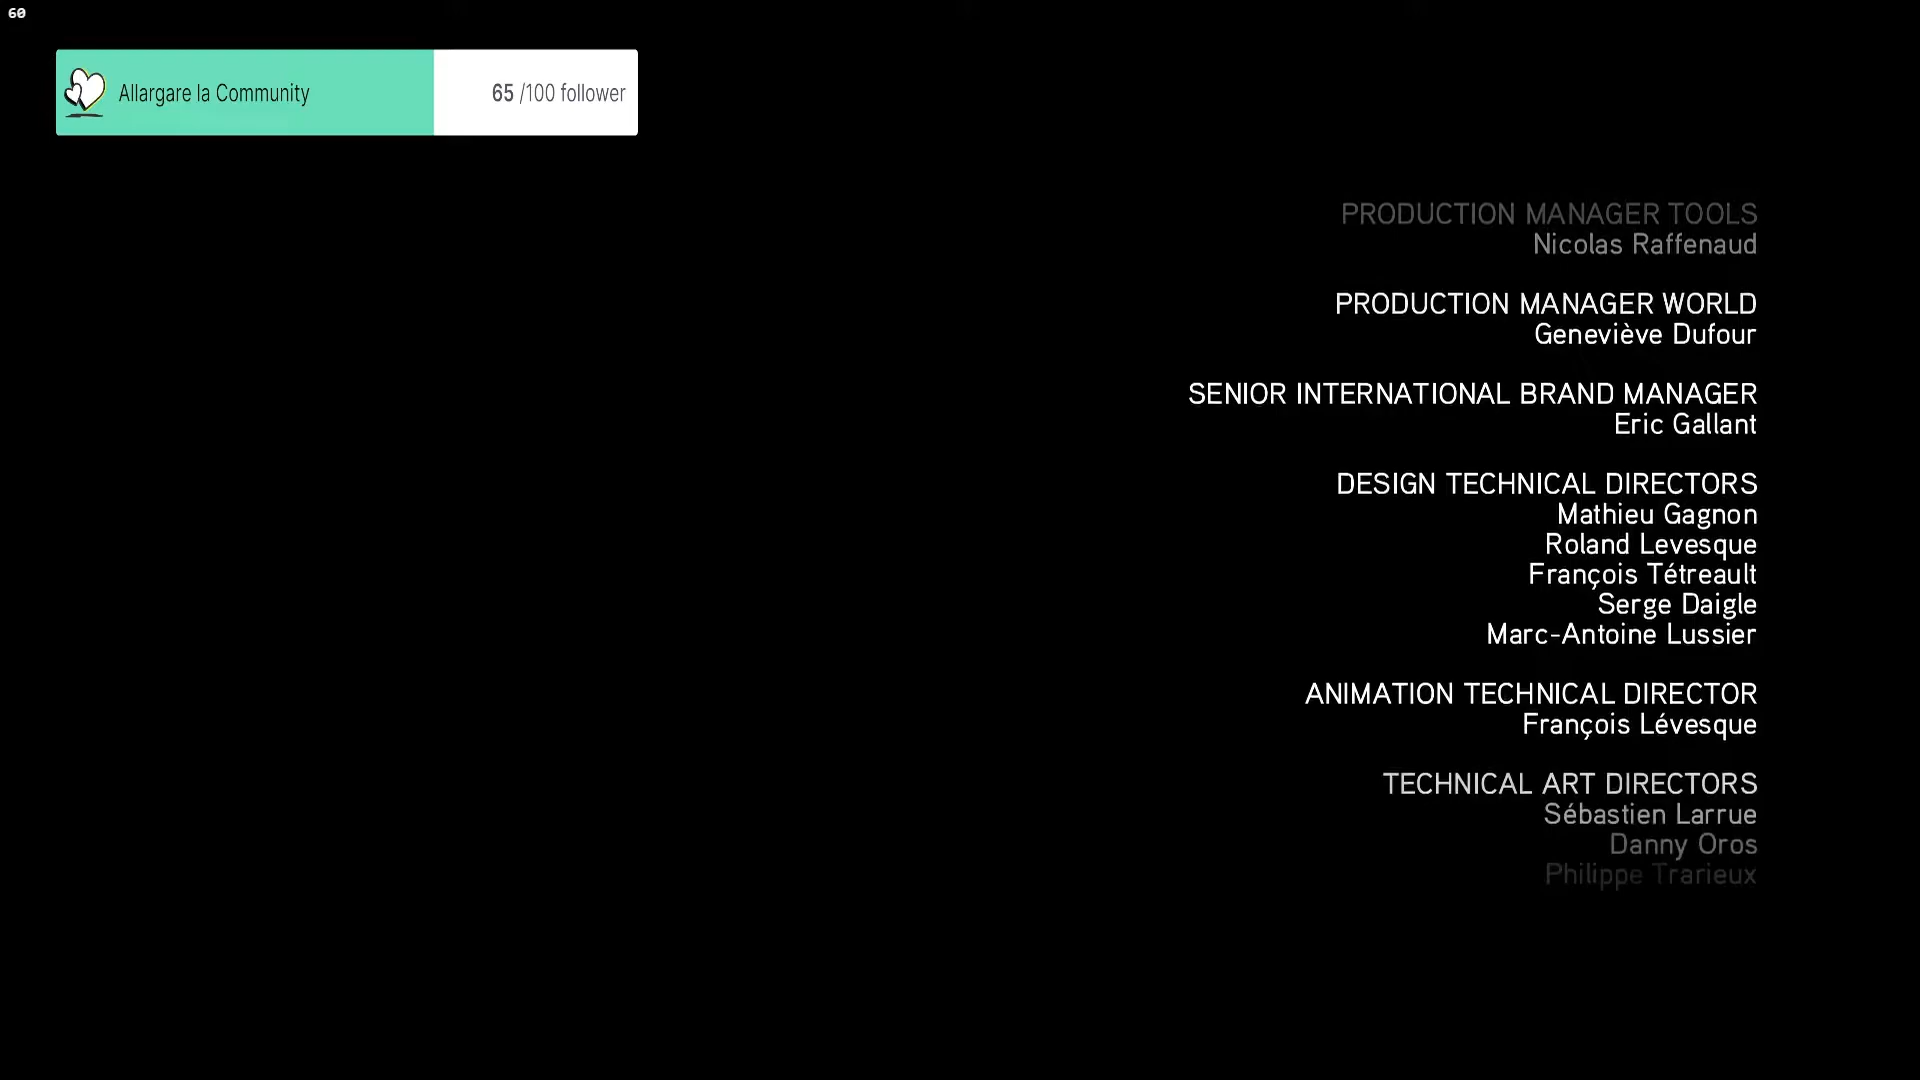 60
Allargare la Community
65 /100 follower
PRODUCTION MANAGER TOOLS
Nicolas Raffenaud
PRODUCTION MANAGER WORLD
Geneviève Dufour
SENIOR INTERNATIONAL BRAND MANAGER
Eric Gallant
DESIGN TECHNICAL DIRECTORS
Mathieu Gagnon
Roland Levesque
François Tétreault
Serge Daigle
Marc-Antoine Lussier
ANIMATION TECHNICAL DIRECTOR
François Lévesque
TECHNICAL ART DIRECTORS
Sébastien Larrue
Danny Oros
Philippe Trarieux